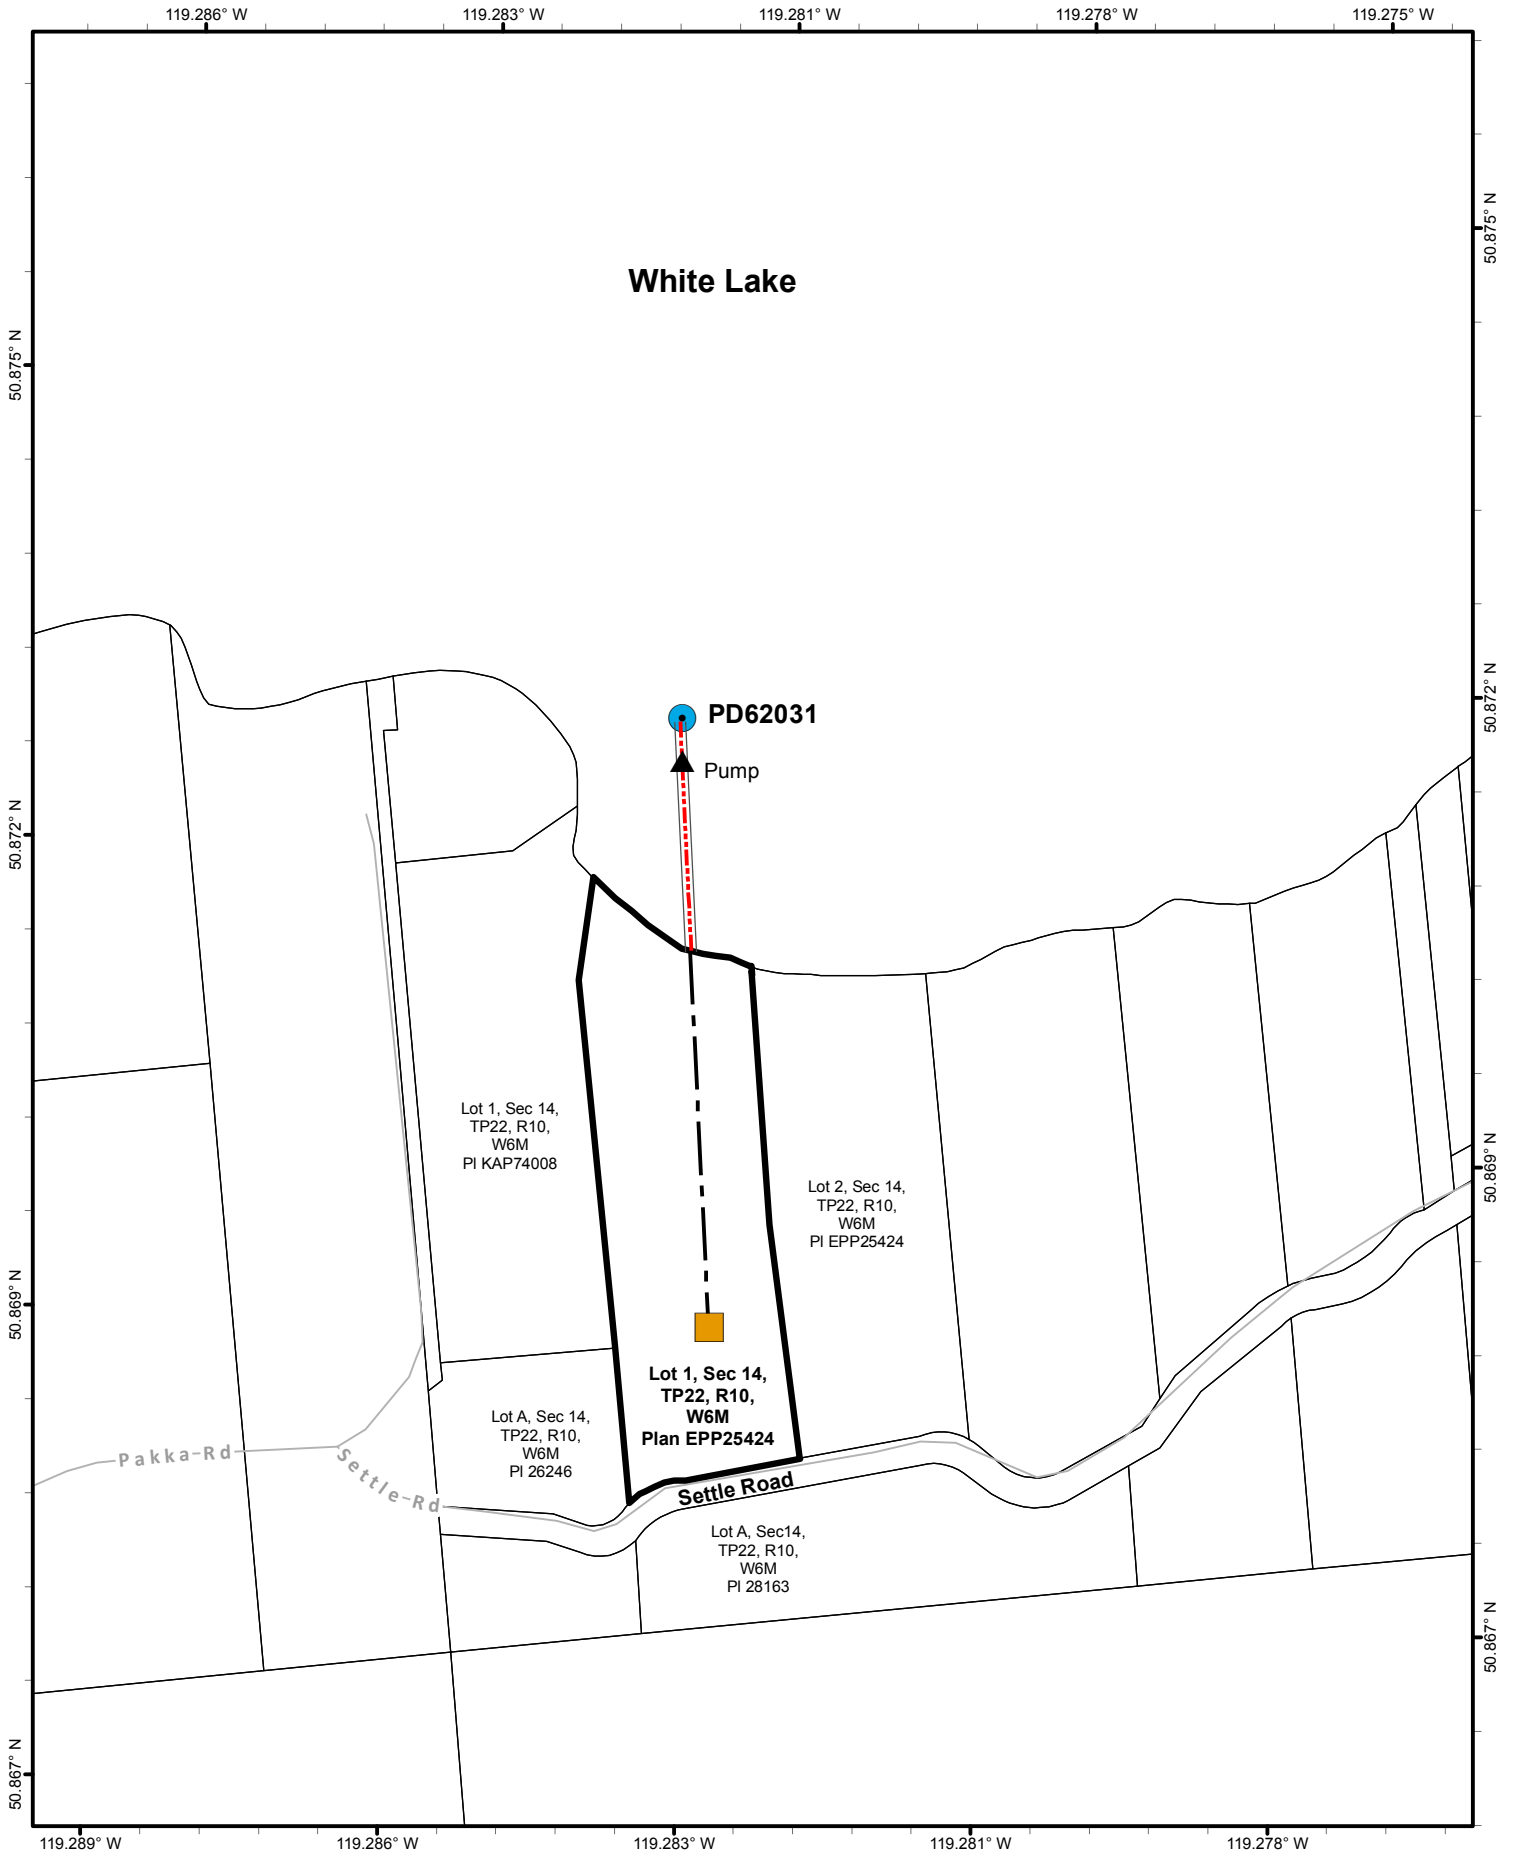 119.286° W
119.283° W
119.281° W
119.278° W
119.275° W
50.875° N
White Lake
50.875° N
50.872° N
PD62031
Pump
50.872° N
Lot 1, Sec 14,
TP22, R10,
W6M
Pl KAP74008
50.869° N
Lot 2, Sec 14,
TP22, R10,
W6M
Pl EPP25424
50.869° N
Lot 1, Sec 14,
TP22, R10,
W6M
Plan EPP25424
Lot A, Sec 14,
TP22, R10,
W6M
Pl 26246
Pakka Rd
Settle Rd
Settle Road
Lot A, Sec14,
TP22, R10,
W6M
Pl 28163
50.867° N
50.867° N
119.289° W
119.286° W
119.283° W
119.281° W
119.278° W